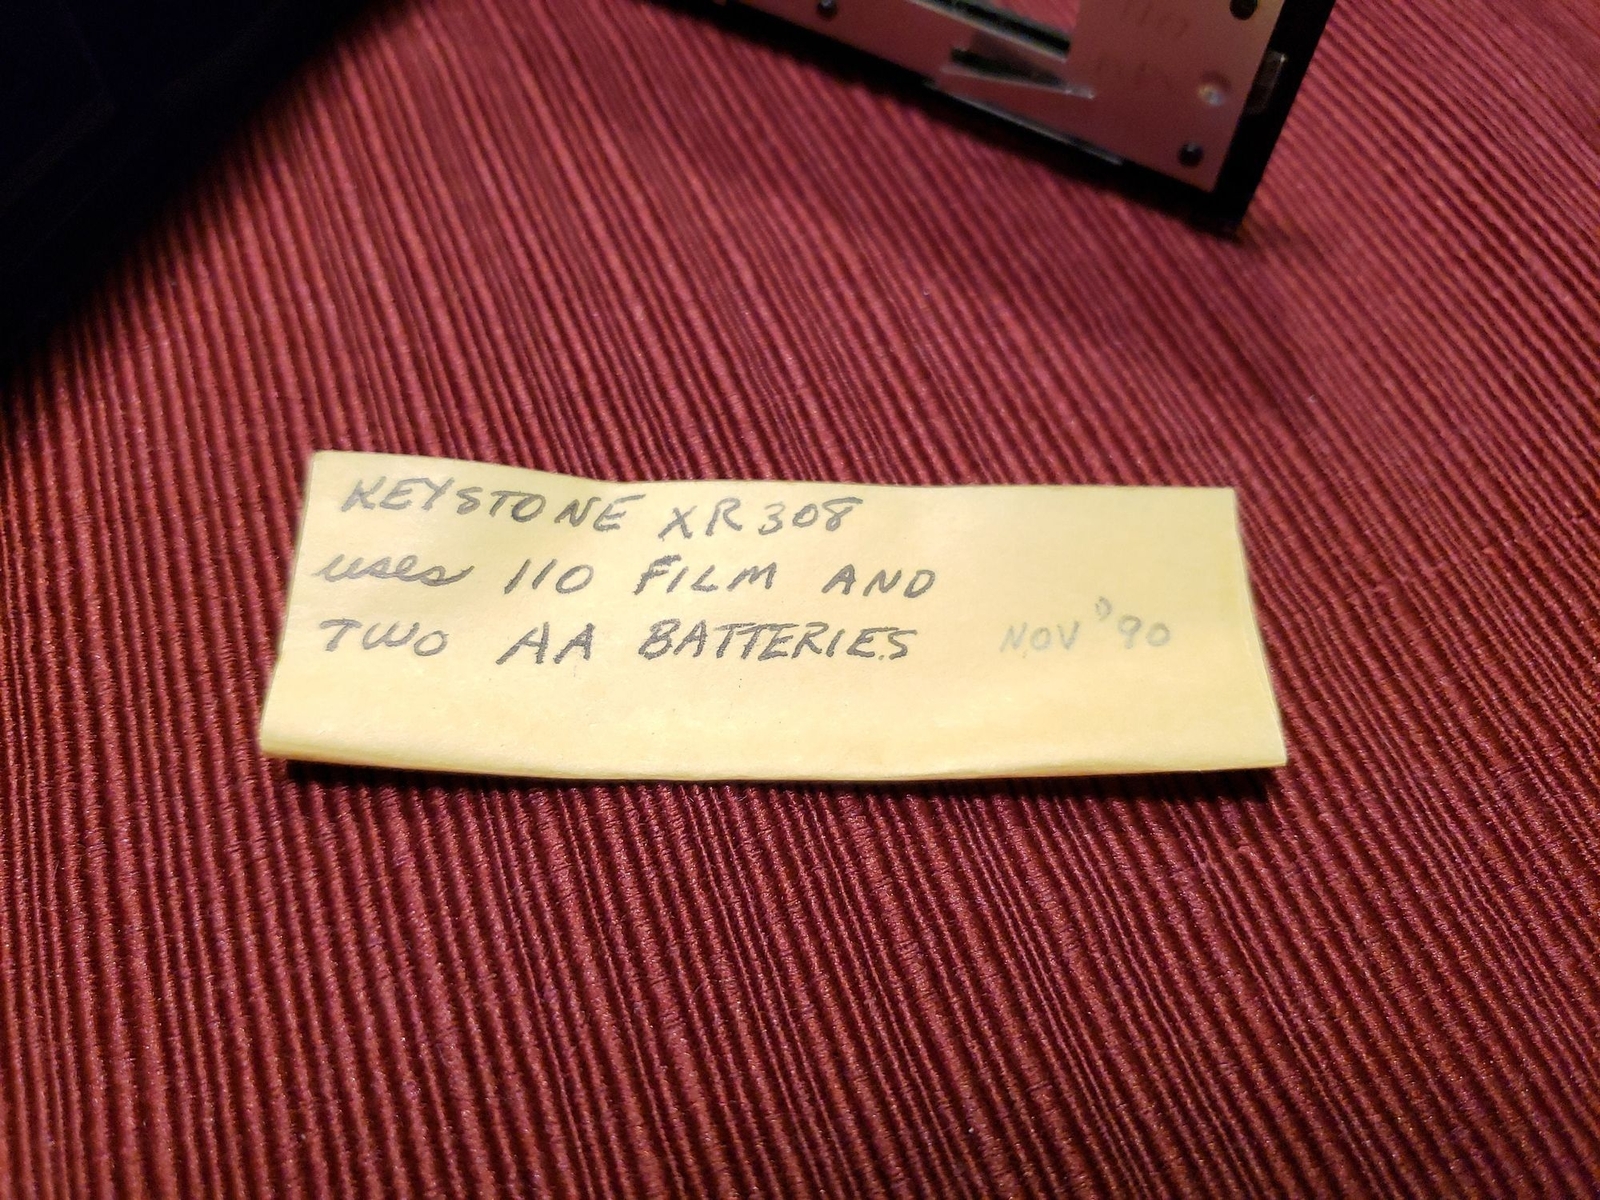 KEYSTONE XR308
uses 110 FILM AND
TWO AA BATTERIES NOV '90